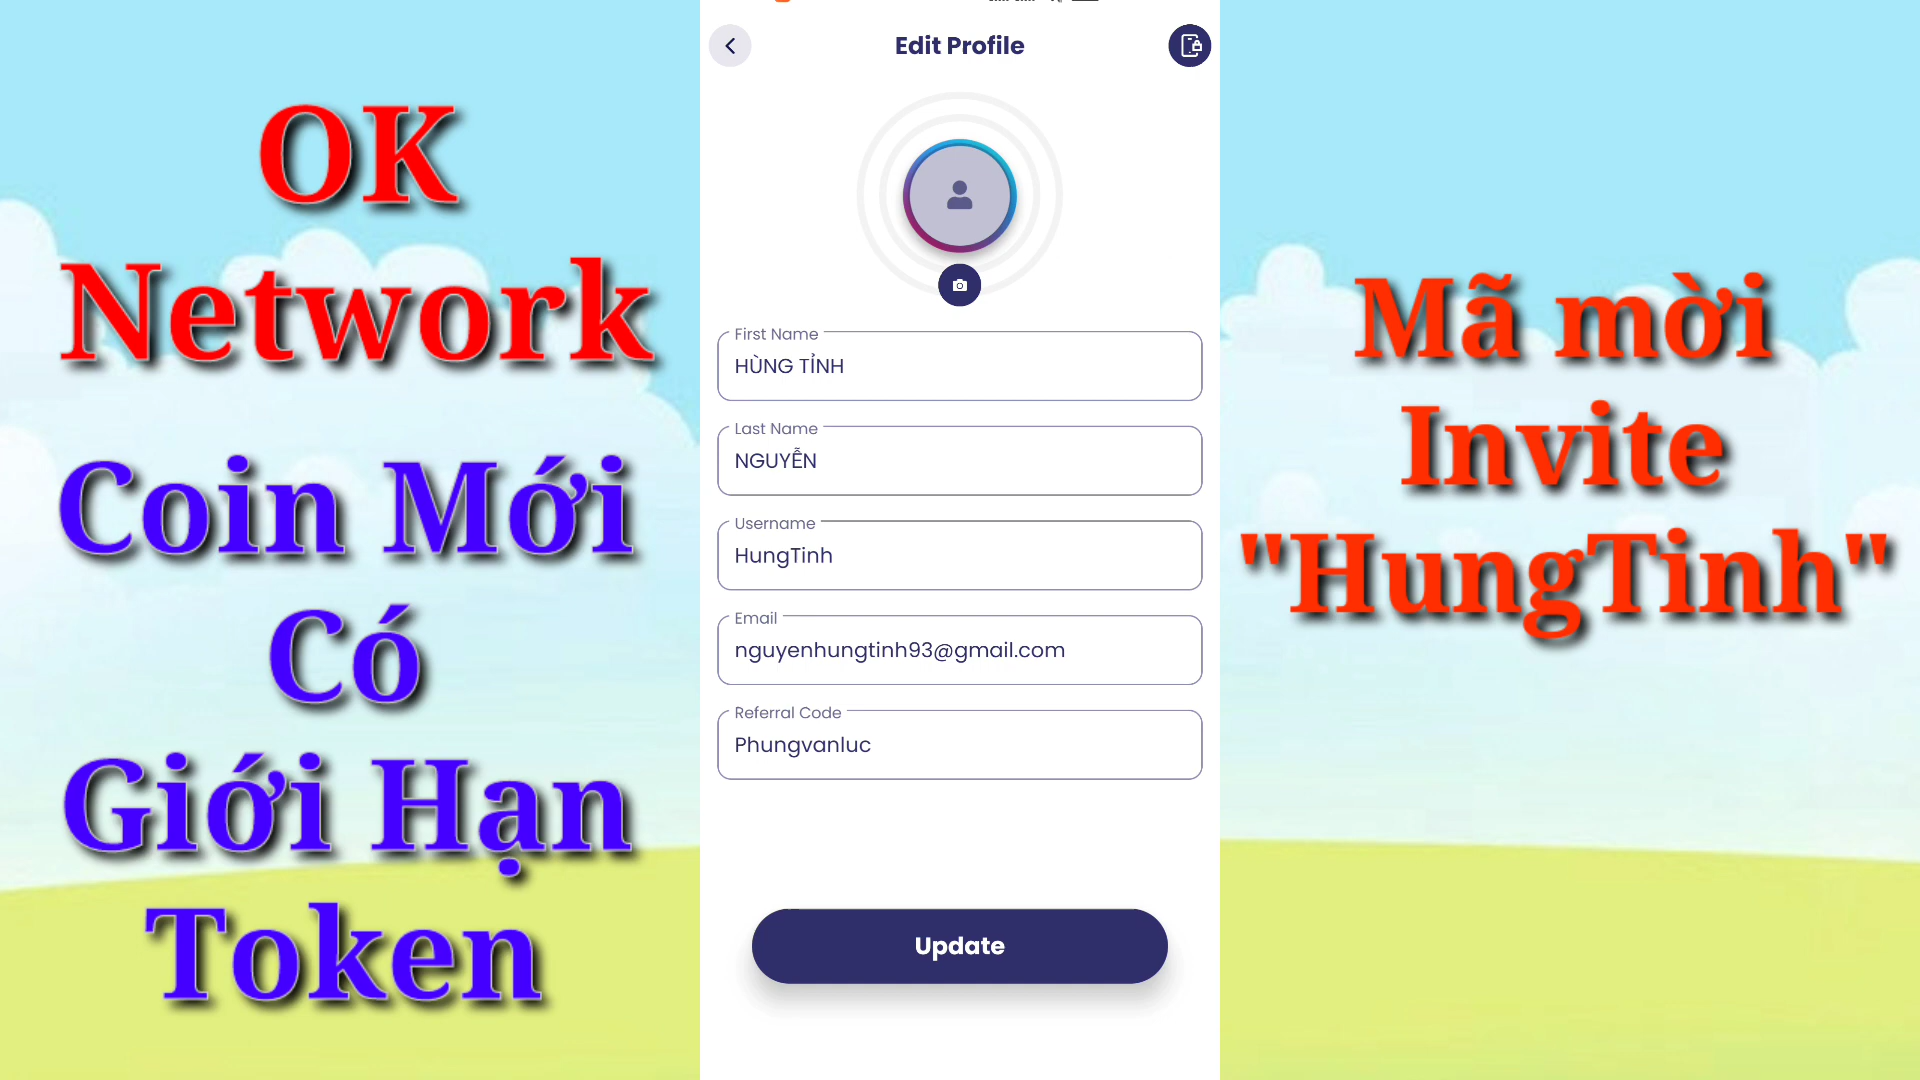 OK
Network
Coin Mới
Có
Giới Hạn
Token
Edit Profile
First Name
HÙNG TỈNH
Last Name
NGUYỄN
Username
HungTinh
Email
nguyenhungtinh93@gmail.com
Referral Code
Phungvanluc
Update
Mã mời
Invite
"HungTinh"